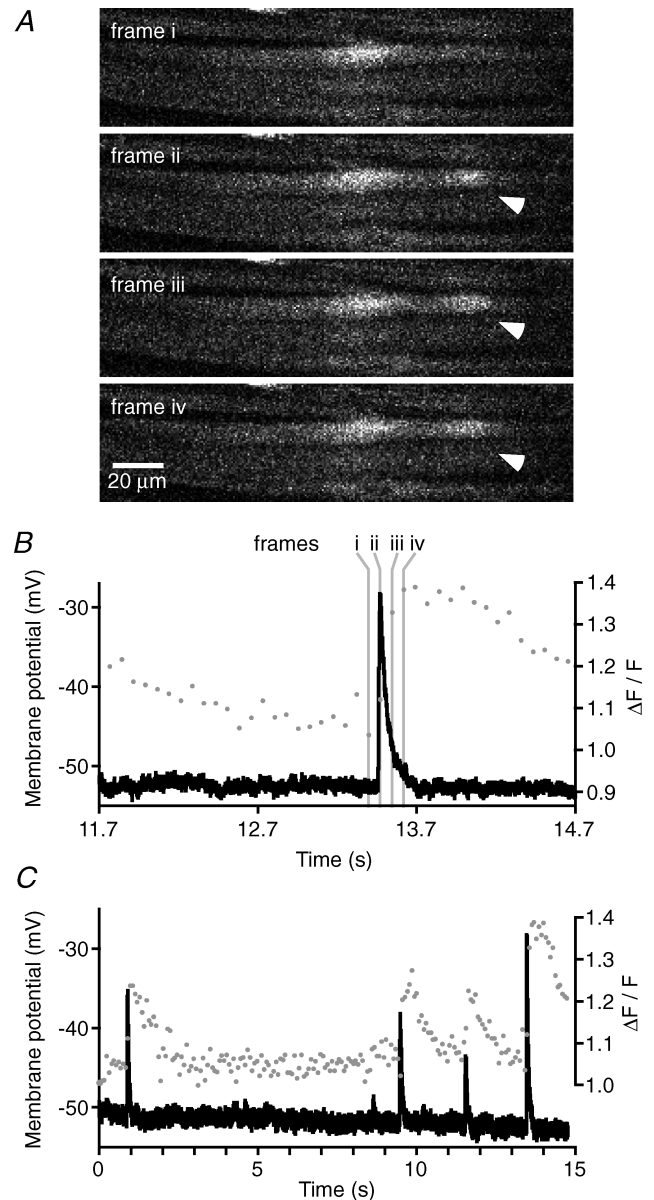 A
frame i
frame ii
frame iii
frame iv
20 μm
B
frames i ii iii iv
Membrane potential (mV)
-30
-40
-50
1.4
1.3
1.2
1.1
1.0
0.9
ΔF / F
11.7 12.7 13.7 14.7
Time (s)
C
Membrane potential (mV)
-30
-40
-50
1.4
1.3
1.2
1.1
1.0
ΔF / F
0 5 10 15
Time (s)